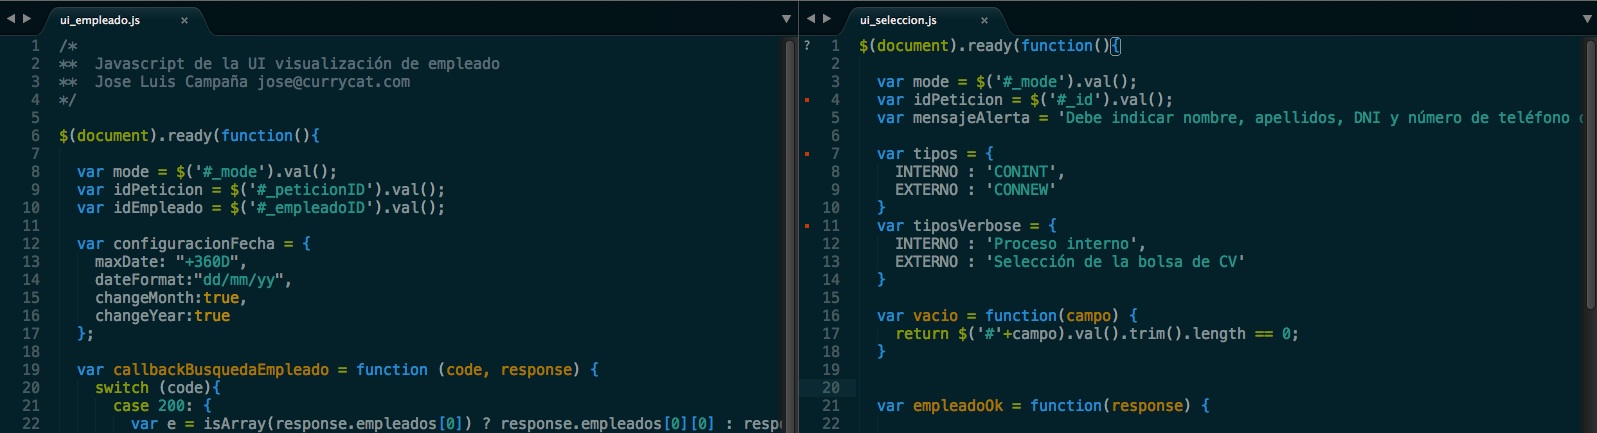 ui_empleado.js ×
1 /*
2 **  Javascript de la UI visualización de empleado
3 **  Jose Luis Campaña jose@currycat.com
4 */
5
6 $(document).ready(function(){
7
8   var mode = $('#_mode').val();
9   var idPeticion = $('#_peticionID').val();
10   var idEmpleado = $('#_empleadoID').val();
11
12   var configuracionFecha = {
13     maxDate: "+360D",
14     dateFormat:"dd/mm/yy",
15     changeMonth:true,
16     changeYear:true
17   };
18
19   var callbackBusquedaEmpleado = function (code, response) {
20     switch (code){
21       case 200: {
22         var e = isArray(response.empleados[0]) ? response.empleados[0][0] : resp
ui_seleccion.js ×
? 1 $(document).ready(function(){
2
3   var mode = $('#_mode').val();
4   var idPeticion = $('#_id').val();
5   var mensajeAlerta = 'Debe indicar nombre, apellidos, DNI y número de teléfono
6
7   var tipos = {
8     INTERNO : 'CONINT',
9     EXTERNO : 'CONNEW'
10   }
11   var tiposVerbose = {
12     INTERNO : 'Proceso interno',
13     EXTERNO : 'Selección de la bolsa de CV'
14   }
15
16   var vacio = function(campo) {
17     return $('#'+campo).val().trim().length == 0;
18   }
19
20
21   var empleadoOk = function(response) {
22